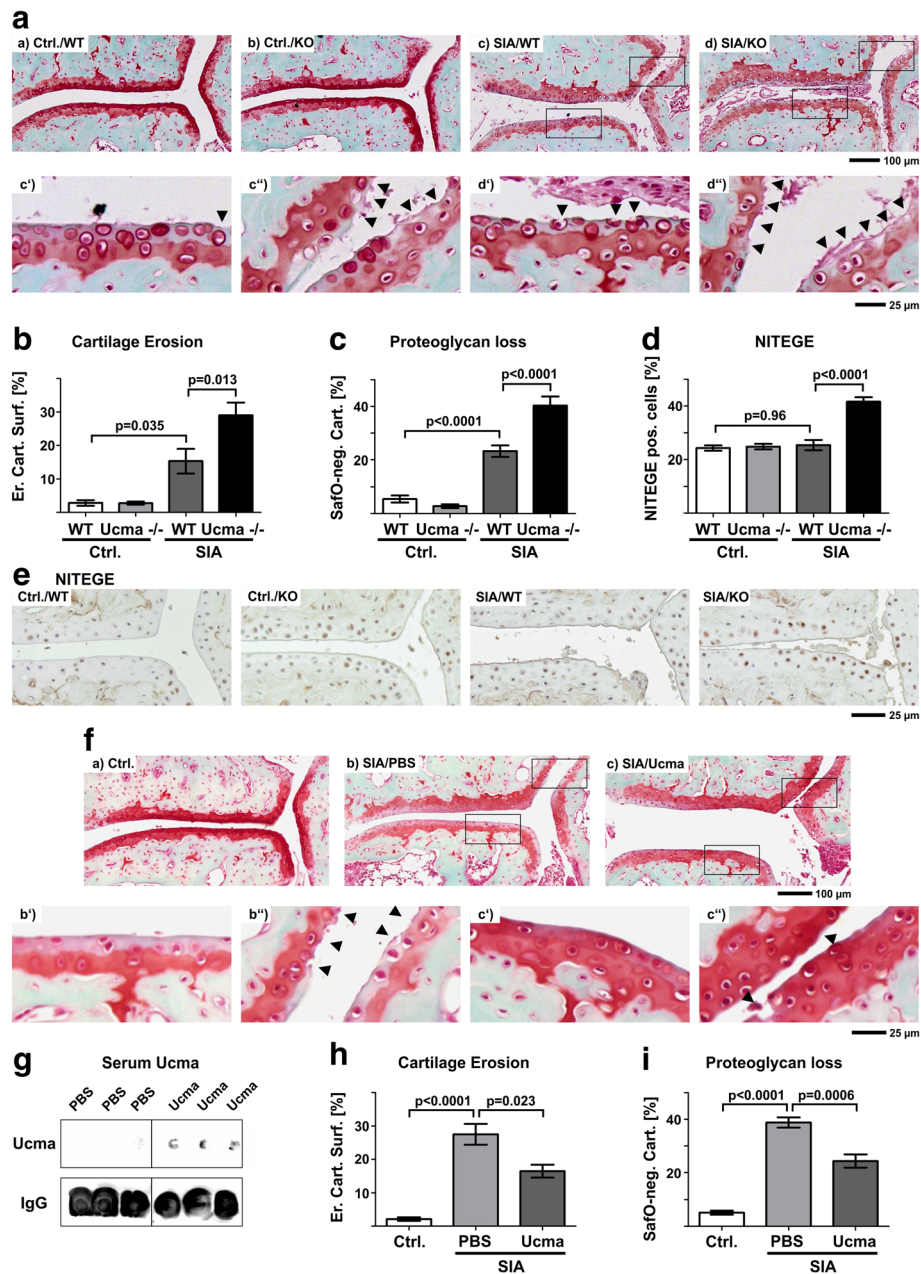 a
a) Ctrl./WT
b) Ctrl./KO
c) SIA/WT
d) SIA/KO
100 µm
c')
c")
d')
d")
25 µm
b
Cartilage Erosion
Er. Cart. Surf. [%]
30
20
10
p=0.035
p=0.013
WT Ucma -/- WT Ucma -/-
Ctrl. SIA
c
Proteoglycan loss
SafO-neg. Cart. [%]
40
20
p<0.0001
p<0.0001
WT Ucma -/- WT Ucma -/-
Ctrl. SIA
d
NITEGE
NITEGE pos. cells [%]
40
20
p=0.96
p<0.0001
WT Ucma -/- WT Ucma -/-
Ctrl. SIA
e
NITEGE
Ctrl./WT
Ctrl./KO
SIA/WT
SIA/KO
25 µm
f
a) Ctrl.
b) SIA/PBS
c) SIA/Ucma
100 µm
b')
b")
c')
c")
25 µm
g
Serum Ucma
PBS PBS PBS Ucma Ucma Ucma
Ucma
IgG
h
Cartilage Erosion
Er. Cart. Surf. [%]
30
20
10
p<0.0001 p=0.023
Ctrl. PBS Ucma
SIA
i
Proteoglycan loss
SafO-neg. Cart. [%]
40
20
p<0.0001 p=0.0006
Ctrl. PBS Ucma
SIA